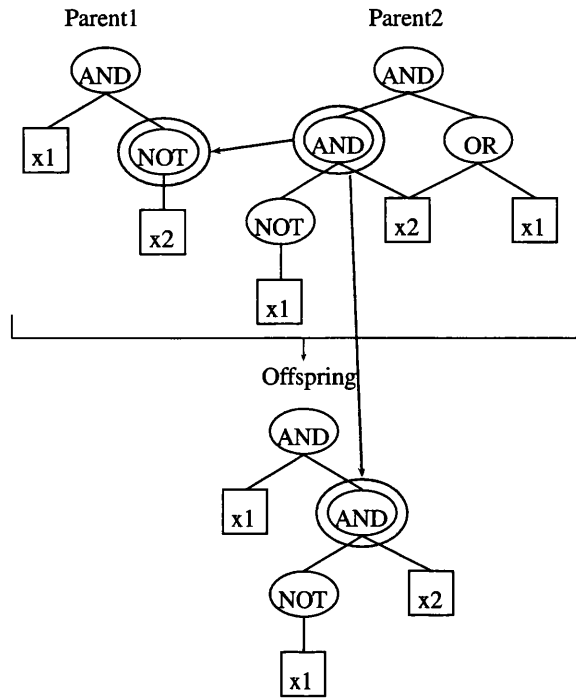 Parent1 Parent2
AND AND
x1 NOT AND OR
x2 NOT x2 x1
x1
Offspring
AND
x1 AND
NOT x2
x1